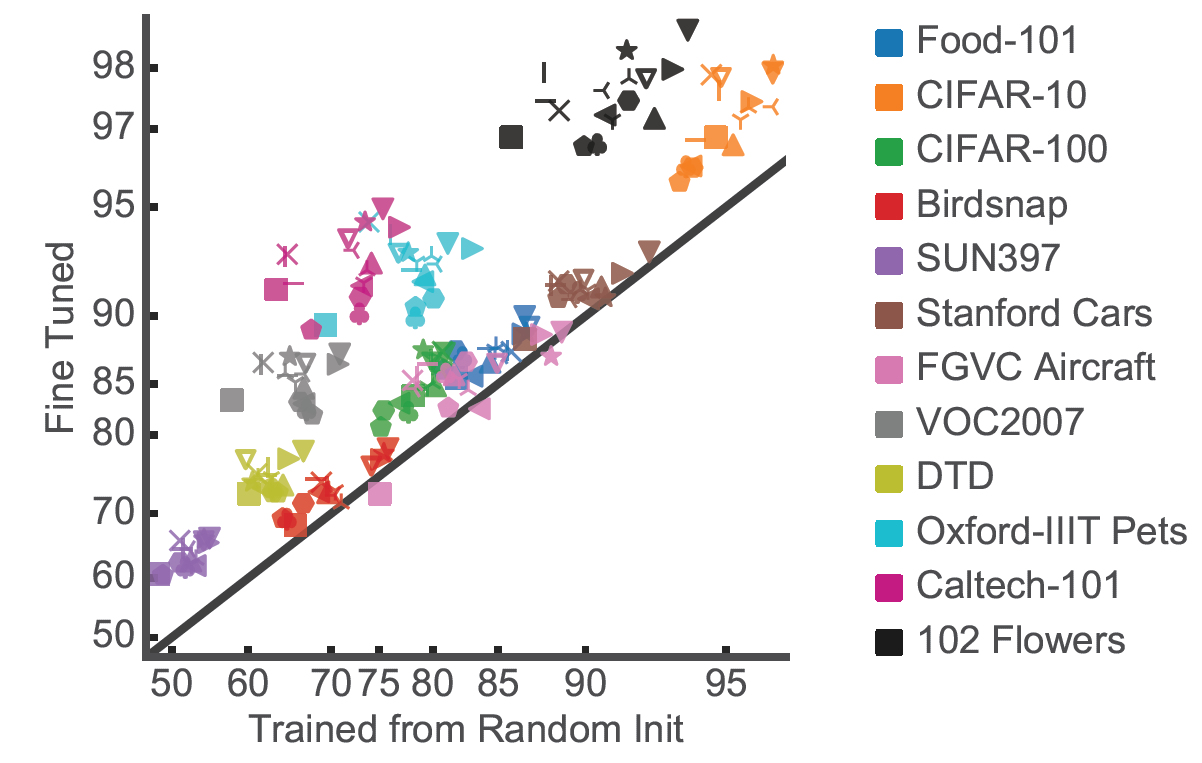 Fine Tuned
98
97
95
90
85
80
70
60
50
50 60 70 75 80 85 90 95
Trained from Random Init
Food-101
CIFAR-10
CIFAR-100
Birdsnap
SUN397
Stanford Cars
FGVC Aircraft
VOC2007
DTD
Oxford-IIIT Pets
Caltech-101
102 Flowers